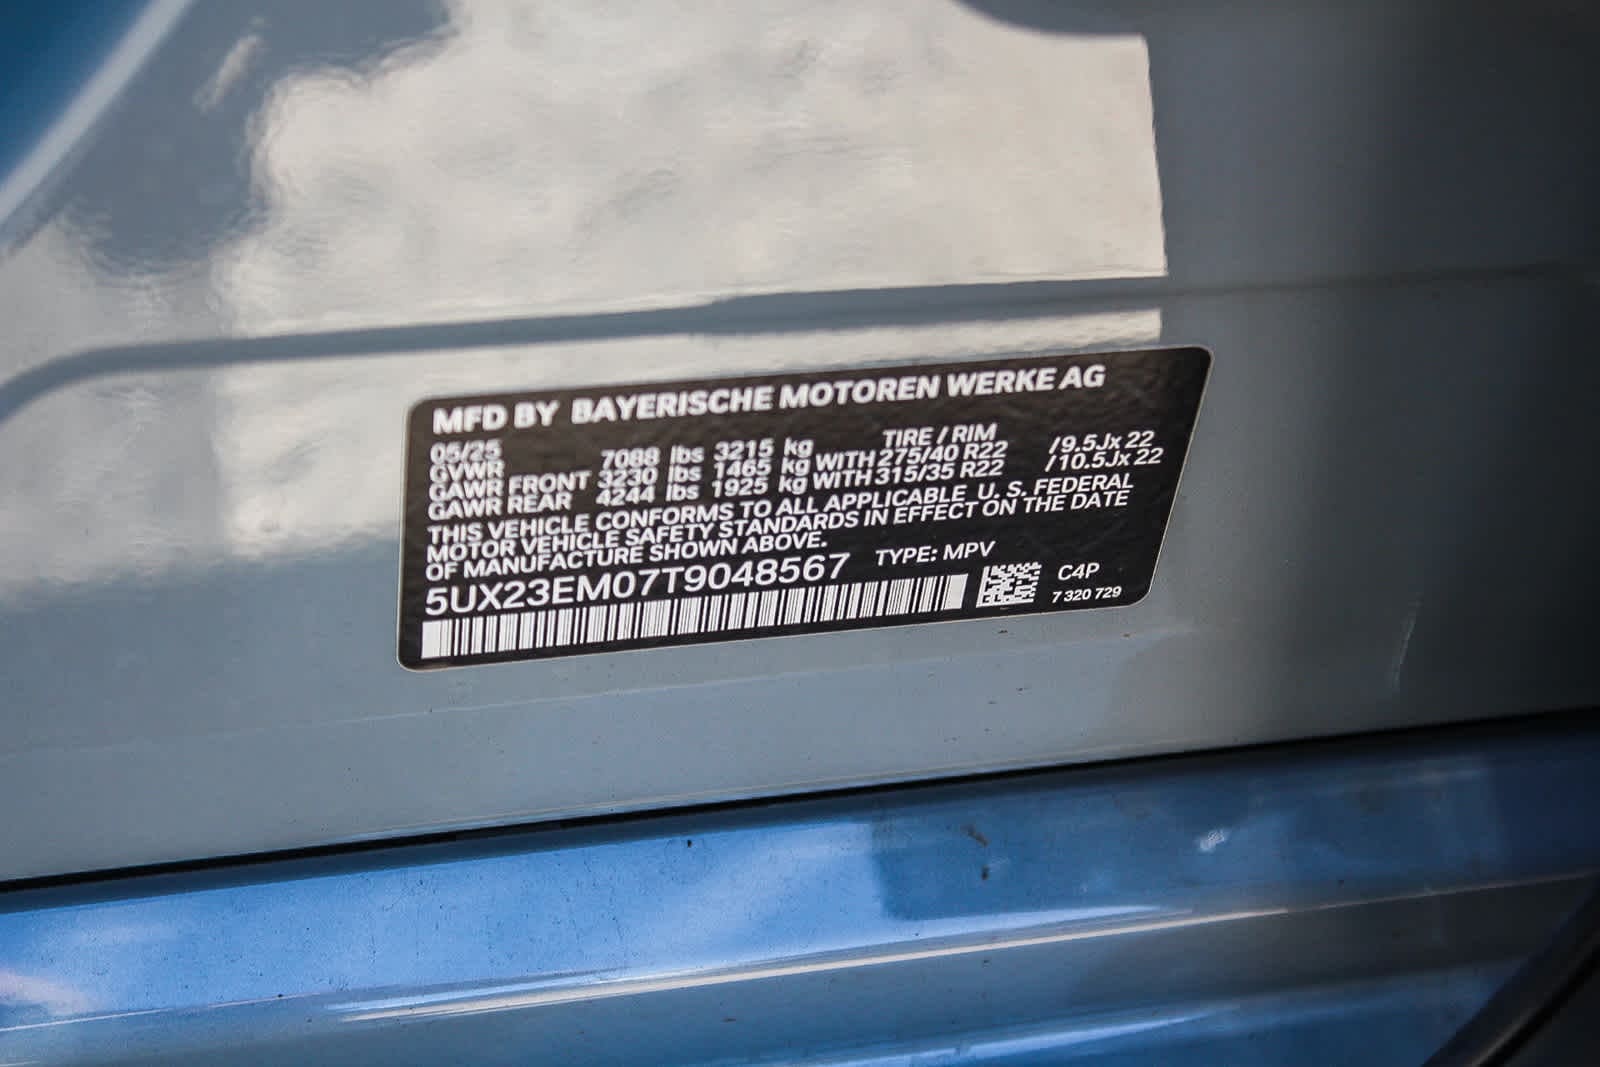 MFD BY BAYERISCHE MOTOREN WERKE AG
05/25 TIRE / RIM
GVWR 7088 lbs 3215 kg
GAWR FRONT 3230 lbs 1465 kg WITH 275/40 R22 /9.5Jx 22
GAWR REAR 4244 lbs 1925 kg WITH 315/35 R22 /10.5Jx 22
THIS VEHICLE CONFORMS TO ALL APPLICABLE U. S. FEDERAL
MOTOR VEHICLE SAFETY STANDARDS IN EFFECT ON THE DATE
OF MANUFACTURE SHOWN ABOVE.
5UX23EM07T9048567 TYPE: MPV
C4P
7 320 729